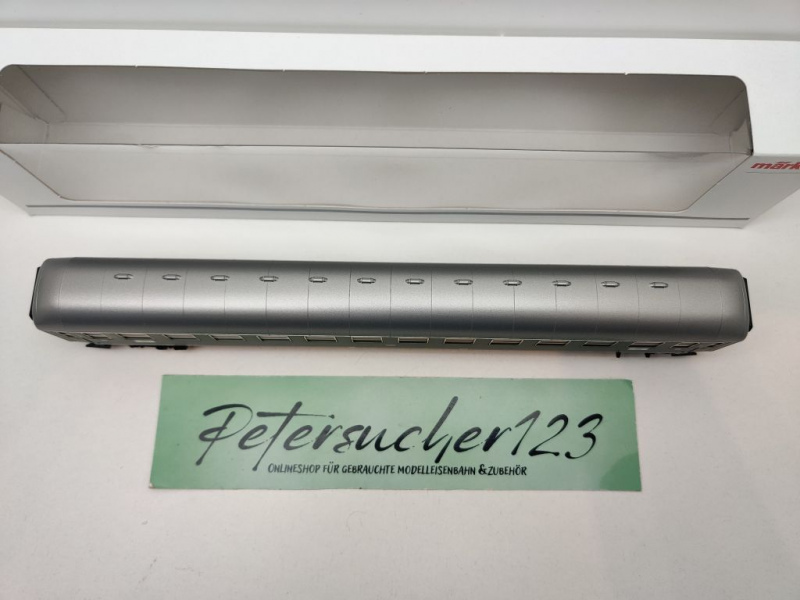 märk
Petersucher123
ONLINESHOP FÜR GEBRAUCHTE MODELLEISENBAHN & ZUBEHÖR